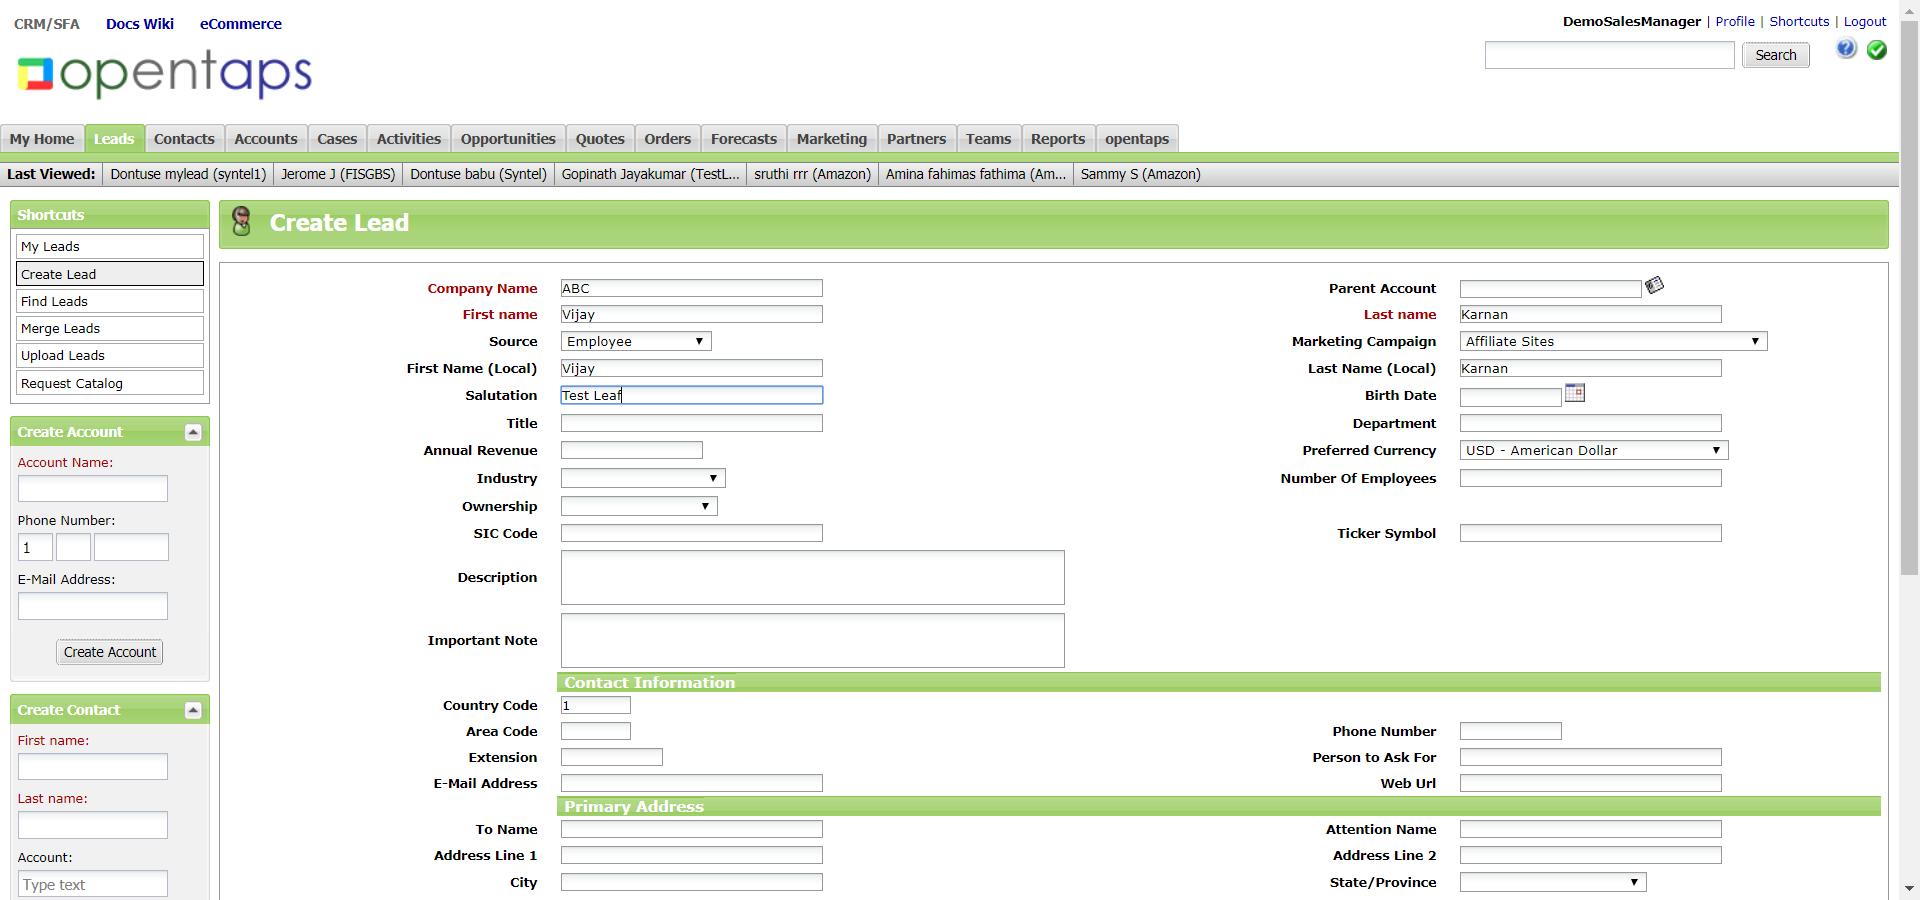 CRM/SFA Docs Wiki eCommerce
DemoSalesManager | Profile | Shortcuts | Logout
Search
opentaps
My Home Leads Contacts Accounts Cases Activities Opportunities Quotes Orders Forecasts Marketing Partners Teams Reports opentaps
Last Viewed: Dontuse mylead (syntel1) Jerome J (FISGBS) Dontuse babu (Syntel) Gopinath Jayakumar (TestL... sruthi rrr (Amazon) Amina fahimas fathima (Am... Sammy S (Amazon)
Shortcuts
My Leads
Create Lead
Find Leads
Merge Leads
Upload Leads
Request Catalog
Create Account
Account Name:
Phone Number:
1
E-Mail Address:
Create Account
Create Contact
First name:
Last name:
Account:
Type text
Create Lead
Company Name ABC Parent Account
First name Vijay Last name Karnan
Source Employee Marketing Campaign Affiliate Sites
First Name (Local) Vijay Last Name (Local) Karnan
Salutation Test Leaf Birth Date
Title Department
Annual Revenue Preferred Currency USD - American Dollar
Industry Number Of Employees
Ownership
SIC Code Ticker Symbol
Description
Important Note
Contact Information
Country Code 1
Area Code Phone Number
Extension Person to Ask For
E-Mail Address Web Url
Primary Address
To Name Attention Name
Address Line 1 Address Line 2
City State/Province